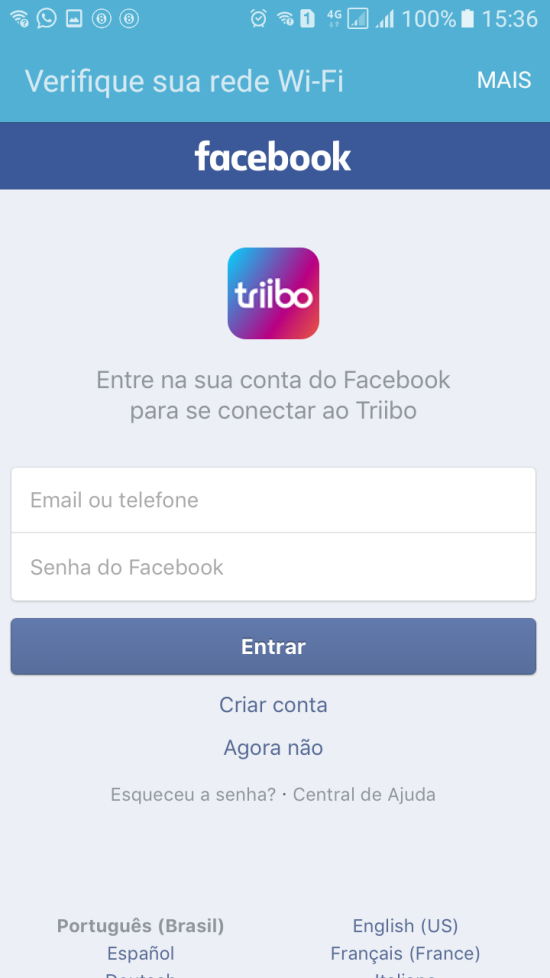 1 4G 100% 15:36
Verifique sua rede Wi-Fi MAIS
facebook
triibo
Entre na sua conta do Facebook
para se conectar ao Triibo
Email ou telefone
Senha do Facebook
Entrar
Criar conta
Agora não
Esqueceu a senha? · Central de Ajuda
Português (Brasil) English (US)
Español Français (France)
Deutsch Italiano